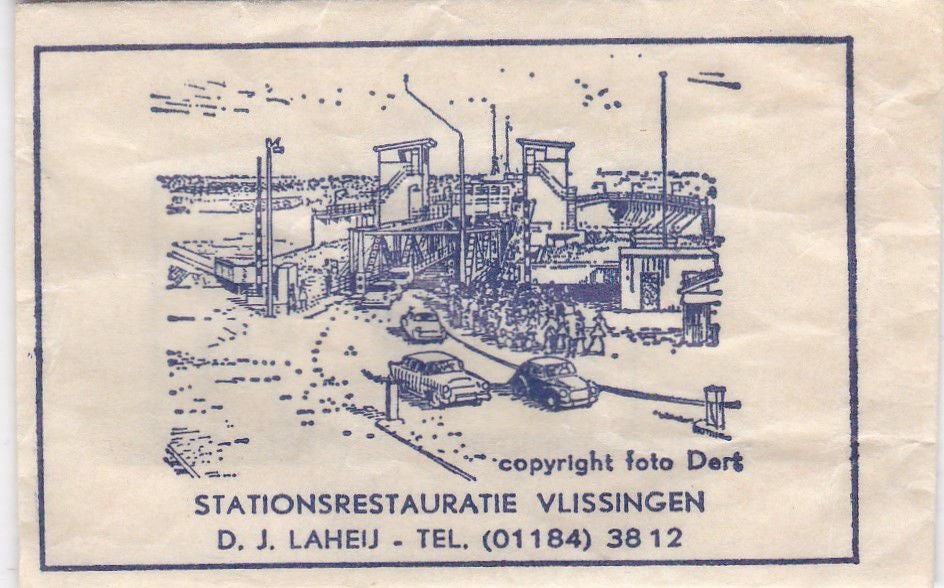 copyright foto Dert
STATIONSRESTAURATIE VLISSINGEN
D. J. LAHEIJ - TEL. (01184) 3812